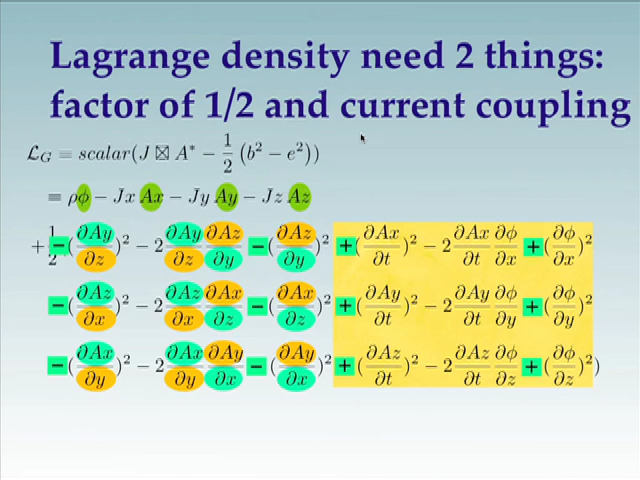 Lagrange density need 2 things:
factor of 1/2 and current coupling
ℒ_G ≡ scalar(J ⊠ A* − 1/2 (b² − e²))
≡ ρϕ − Jx Ax − Jy Ay − Jz Az
+ 1/2 −(∂Ay/∂z)² − 2 ∂Ay/∂z ∂Az/∂y −(∂Az/∂y)² +(∂Ax/∂t)² − 2 ∂Ax/∂t ∂ϕ/∂x +(∂ϕ/∂x)²
−(∂Az/∂x)² − 2 ∂Az/∂x ∂Ax/∂z −(∂Ax/∂z)² +(∂Ay/∂t)² − 2 ∂Ay/∂t ∂ϕ/∂y +(∂ϕ/∂y)²
−(∂Ax/∂y)² − 2 ∂Ax/∂y ∂Ay/∂x −(∂Ay/∂x)² +(∂Az/∂t)² − 2 ∂Az/∂t ∂ϕ/∂z +(∂ϕ/∂z)²)